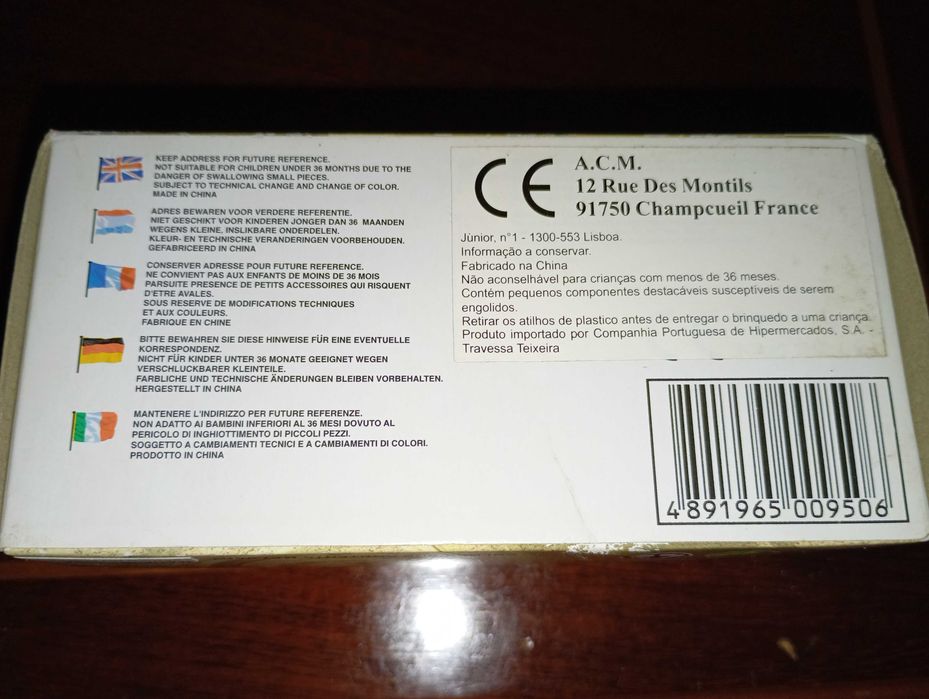 KEEP ADDRESS FOR FUTURE REFERENCE.
NOT SUITABLE FOR CHILDREN UNDER 36 MONTHS DUE TO THE
DANGER OF SWALLOWING SMALL PIECES.
SUBJECT TO TECHNICAL CHANGE AND CHANGE OF COLOR.
MADE IN CHINA
ADRES BEWAREN VOOR VERDERE REFERENTIE.
NIET GESCHIKT VOOR KINDEREN JONGER DAN 36 MAANDEN
WEGENS KLEINE, INSLIKBARE ONDERDELEN.
KLEUR- EN TECHNISCHE VERANDERINGEN VOORBEHOUDEN.
GEFABRICEERD IN CHINA
CONSERVER ADRESSE POUR FUTURE REFERENCE.
NE CONVIENT PAS AUX ENFANTS DE MOINS DE 36 MOIS
PARSUITE PRESENCE DE PETITS ACCESSOIRES QUI RISQUENT
D'ETRE AVALES.
SOUS RESERVE DE MODIFICATIONS TECHNIQUES
ET AUX COULEURS.
FABRIQUE EN CHINE
BITTE BEWAHREN SIE DIESE HINWEISE FÜR EINE EVENTUELLE
KORRESPONDENZ.
NICHT FÜR KINDER UNTER 36 MONATE GEEIGNET WEGEN
VERSCHLUCKBARER KLEINTEILE.
FARBLICHE UND TECHNISCHE ÄNDERUNGEN BLEIBEN VORBEHALTEN.
HERGESTELLT IN CHINA
MANTENERE L'INDIRIZZO PER FUTURE REFERENZE.
NON ADATTO AI BAMBINI INFERIORI AL 36 MESI DOVUTO AL
PERICOLO DI INGHIOTTIMENTO DI PICCOLI PEZZI.
SOGGETTO A CAMBIAMENTI TECNICI E A CAMBIAMENTI DI COLORI.
PRODOTTO IN CHINA
CE
A.C.M.
12 Rue Des Montils
91750 Champcueil France
Júnior, n°1 - 1300-553 Lisboa.
Informação a conservar.
Fabricado na China
Não aconselhável para crianças com menos de 36 meses.
Contém pequenos componentes destacáveis susceptiveis de serem
engolidos.
Retirar os atilhos de plastico antes de entregar o brinquedo a uma criança.
Produto importado por Companhia Portuguesa de Hipermercados, S.A. -
Travessa Teixeira
4 891965 009506